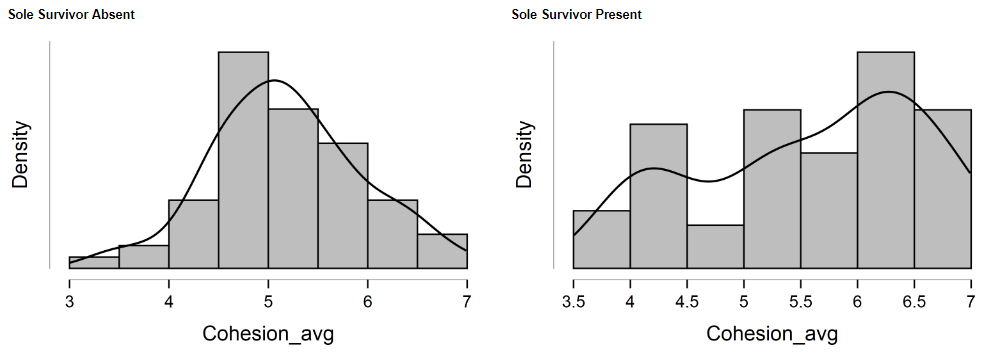 Sole Survivor Absent
Density
3 4 5 6 7
Cohesion_avg
Sole Survivor Present
Density
3.5 4 4.5 5 5.5 6 6.5 7
Cohesion_avg